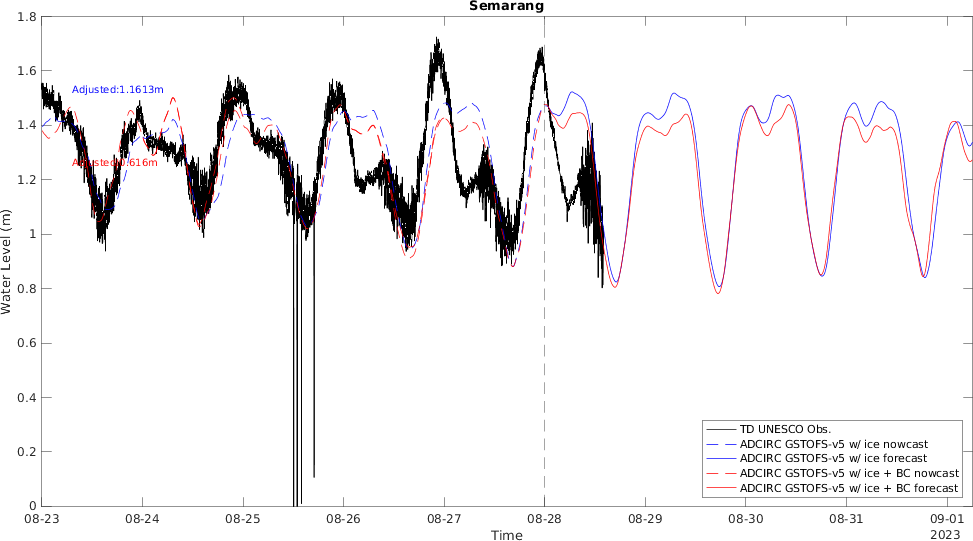 Semarang
1.8
1.6
1.4
1.2
1
0.8
0.6
0.4
0.2
0
Water Level (m)
Adjusted:1.1613m
Adjusted:0.616m
TD UNESCO Obs.
ADCIRC GSTOFS-v5 w/ ice nowcast
ADCIRC GSTOFS-v5 w/ ice forecast
ADCIRC GSTOFS-v5 w/ ice + BC nowcast
ADCIRC GSTOFS-v5 w/ ice + BC forecast
08-23 08-24 08-25 08-26 08-27 08-28 08-29 08-30 08-31 09-01
2023
Time